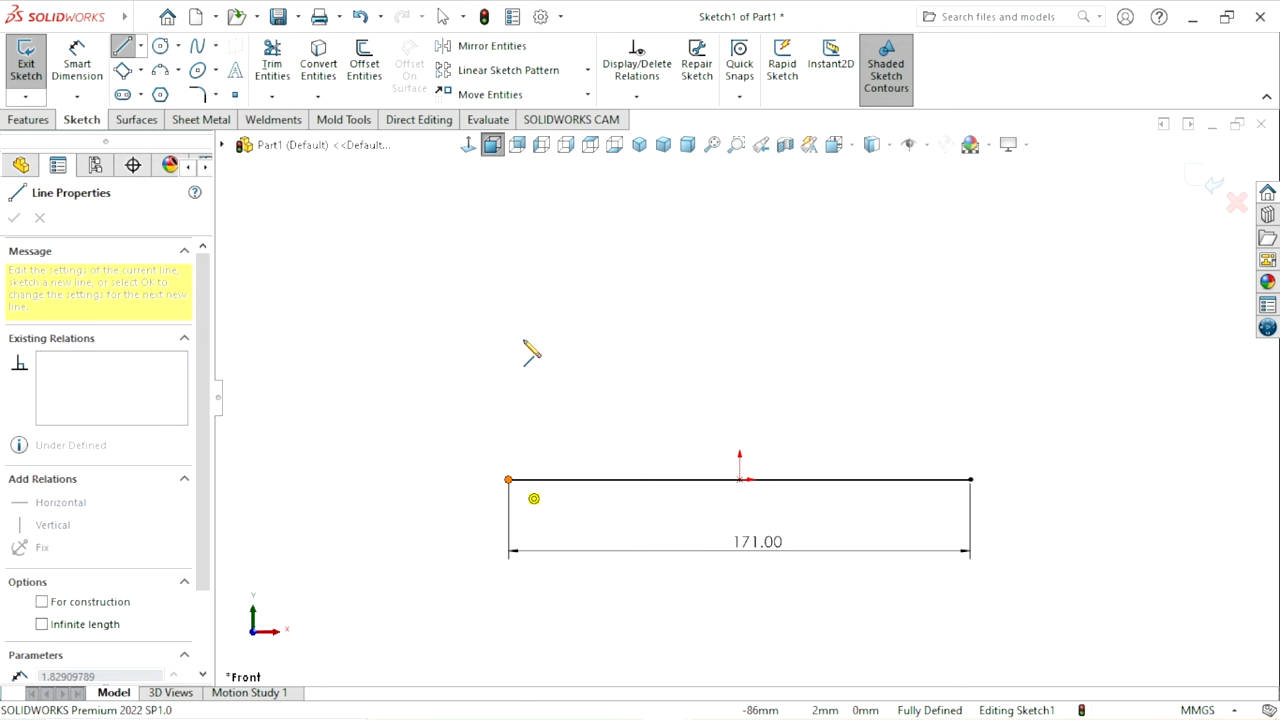 SOLIDWORKS
Sketch1 of Part1 *
Search files and models
Exit Sketch
Smart Dimension
Trim Entities
Convert Entities
Offset Entities
Offset On Surface
Mirror Entities
Linear Sketch Pattern
Move Entities
Display/Delete Relations
Repair Sketch
Quick Snaps
Rapid Sketch
Instant2D
Shaded Sketch Contours
Features
Sketch
Surfaces
Sheet Metal
Weldments
Mold Tools
Direct Editing
Evaluate
SOLIDWORKS CAM
Part1 (Default) <<Default...
Line Properties
Message
Edit the settings of the current line,
sketch a new line, or select OK to
change the settings for the next new
line.
Existing Relations
Under Defined
Add Relations
Horizontal
Vertical
Fix
Options
For construction
Infinite length
Parameters
1.82909789
171.00
Y
X
*Front
Model
3D Views
Motion Study 1
SOLIDWORKS Premium 2022 SP1.0
-86mm
2mm
0mm
Fully Defined
Editing Sketch1
MMGS